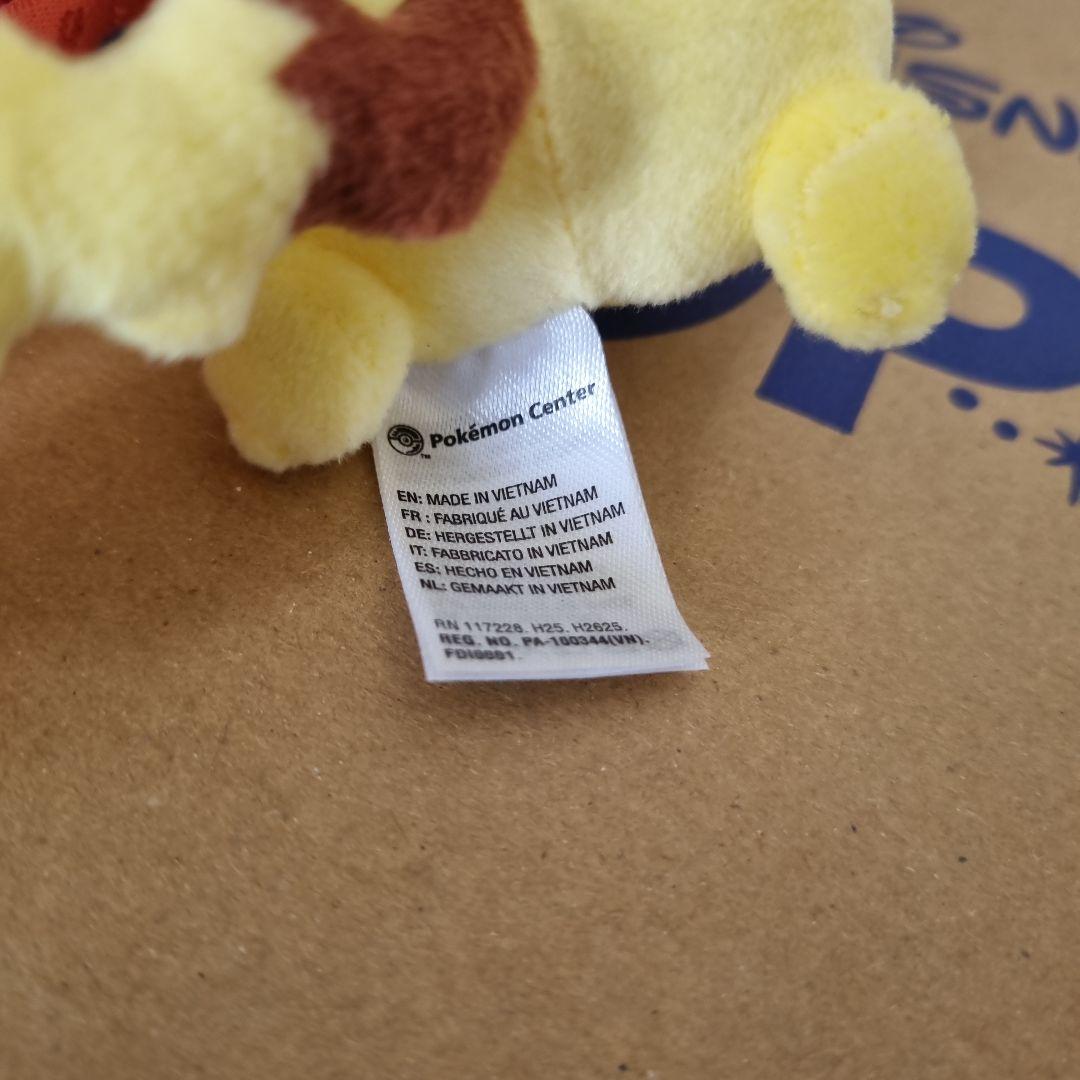 Pokémon Center
TM
EN: MADE IN VIETNAM
FR : FABRIQUÉ AU VIETNAM
DE: HERGESTELLT IN VIETNAM
IT: FABBRICATO IN VIETNAM
ES: HECHO EN VIETNAM
NL: GEMAAKT IN VIETNAM
RN 117228. H25. H2625.
REG. NO. PA-100344(VN).